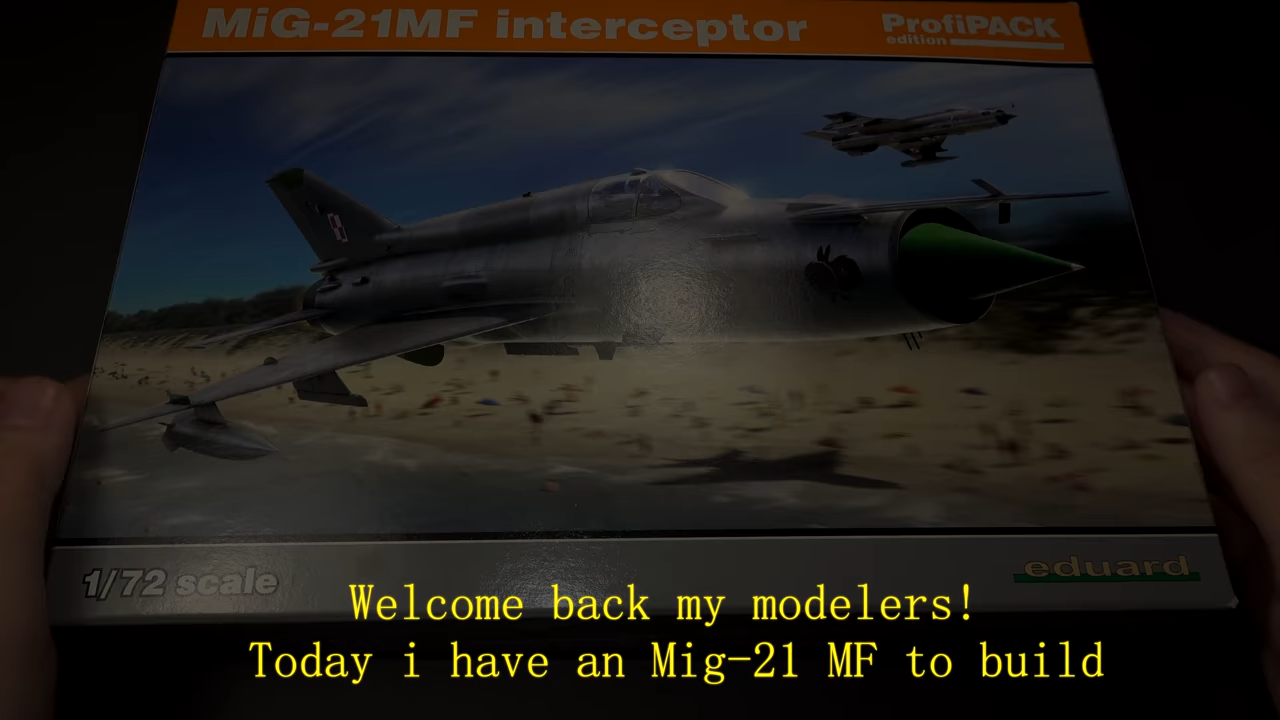 MiG-21MF interceptor
ProfiPACK
edition
1/72 scale
eduard
Welcome back my modelers!
Today i have an Mig-21 MF to build